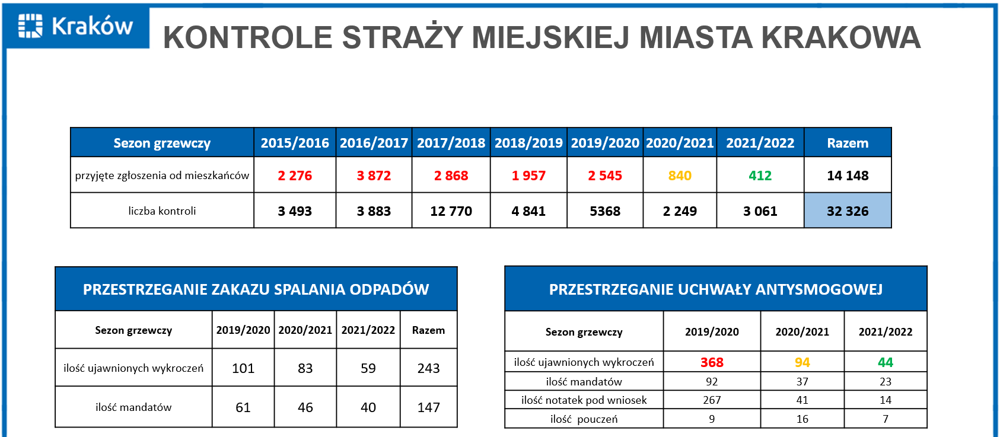 Kraków
KONTROLE STRAŻY MIEJSKIEJ MIASTA KRAKOWA
Sezon grzewczy 2015/2016 2016/2017 2017/2018 2018/2019 2019/2020 2020/2021 2021/2022 Razem
przyjęte zgłoszenia od mieszkańców 2 276 3 872 2 868 1 957 2 545 840 412 14 148
liczba kontroli 3 493 3 883 12 770 4 841 5368 2 249 3 061 32 326
PRZESTRZEGANIE ZAKAZU SPALANIA ODPADÓW
Sezon grzewczy 2019/2020 2020/2021 2021/2022 Razem
ilość ujawnionych wykroczeń 101 83 59 243
ilość mandatów 61 46 40 147
PRZESTRZEGANIE UCHWAŁY ANTYSMOGOWEJ
Sezon grzewczy 2019/2020 2020/2021 2021/2022
ilość ujawnionych wykroczeń 368 94 44
ilość mandatów 92 37 23
ilość notatek pod wniosek 267 41 14
ilość pouczeń 9 16 7